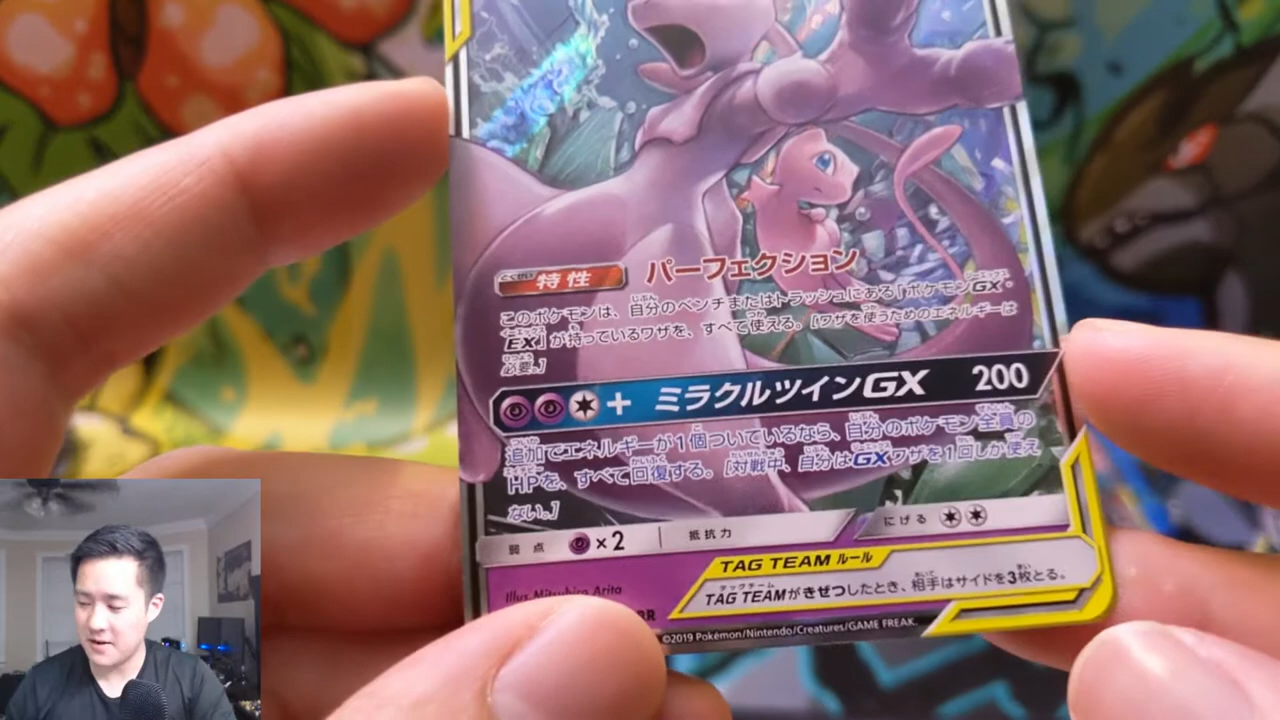 特性 パーフェクション
このポケモンは、自分のベンチまたはトラッシュにある「ポケモンGX・
EX」が持っているワザを、すべて使える。[ワザを使うためのエネルギーは
必要。]
+ ミラクルツインGX 200
追加でエネルギーが1個ついているなら、自分のポケモン全員の
HPを、すべて回復する。[対戦中、自分はGXワザを1回しか使え
ない。]
弱点 ×2 抵抗力 にげる
TAG TEAM ルール
TAG TEAMがきぜつしたとき、相手はサイドを3枚とる。
Illus. Mitsuhiro Arita
RR
©2019 Pokémon/Nintendo/Creatures/GAME FREAK.